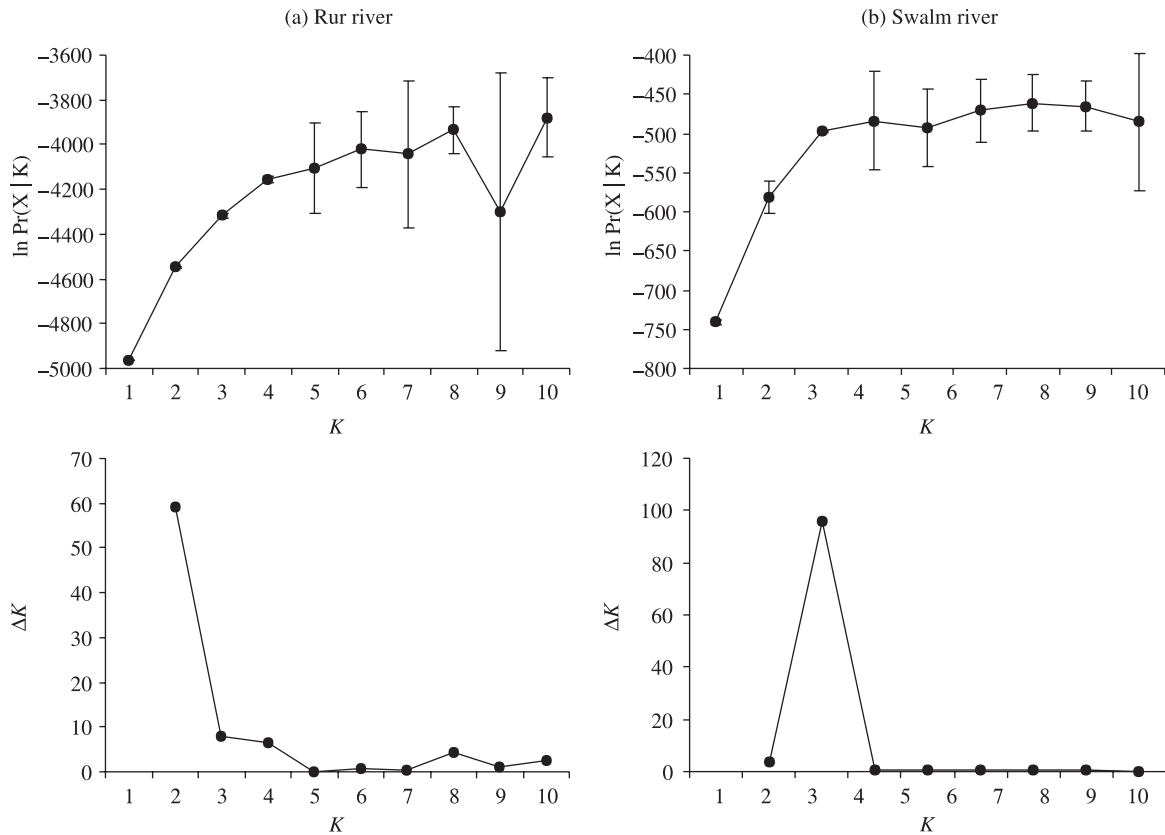 (a) Rur river
–3600
–3800
–4000
–4200
–4400
–4600
–4800
–5000
ln Pr(X | K)
1 2 3 4 5 6 7 8 9 10
K
(b) Swalm river
–400
–450
–500
–550
–600
–650
–700
–750
–800
ln Pr(X | K)
1 2 3 4 5 6 7 8 9 10
K
70
60
50
40
30
20
10
0
ΔK
1 2 3 4 5 6 7 8 9 10
K
120
100
80
60
40
20
0
ΔK
1 2 3 4 5 6 7 8 9 10
K